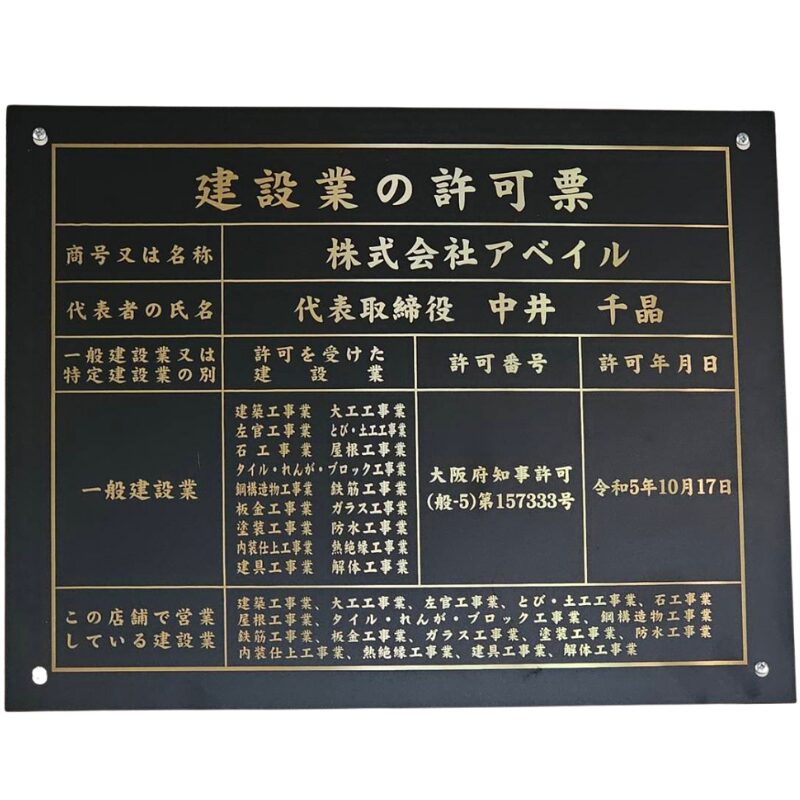 建設業の許可票
商号又は名称 株式会社アベイル
代表者の氏名 代表取締役 中井 千晶
一般建設業又は
特定建設業の別
許可を受けた
建設業
許可番号
許可年月日
一般建設業
建築工事業 大工工事業
左官工事業 とび・土工工事業
石工事業 屋根工事業
タイル・れんが・ブロック工事業
鋼構造物工事業 鉄筋工事業
板金工事業 ガラス工事業
塗装工事業 防水工事業
内装仕上工事業 熱絶縁工事業
建具工事業 解体工事業
大阪府知事許可
(般-5)第157333号
令和5年10月17日
この店舗で営業
している建設業
建築工事業、大工工事業、左官工事業、とび・土工工事業、石工事業
屋根工事業、タイル・れんが・ブロック工事業、鋼構造物工事業
鉄筋工事業、板金工事業、ガラス工事業、塗装工事業、防水工事業
内装仕上工事業、熱絶縁工事業、建具工事業、解体工事業